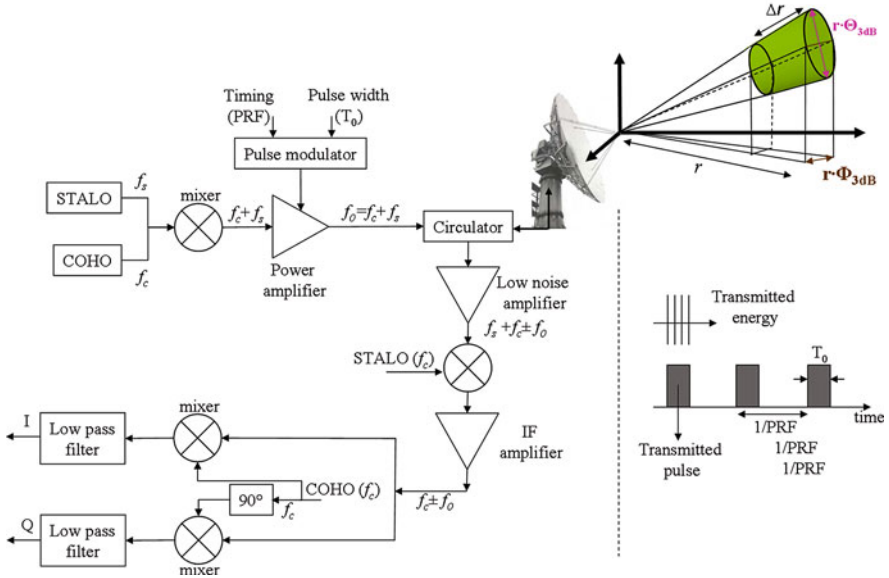 Δr
r·Θ3dB
Timing
(PRF)
Pulse width
(T0)
Pulse modulator
r
r·Φ3dB
STALO
fs
mixer
fc+fs
f0=fc+fs
Circulator
COHO
fc
Power
amplifier
Low noise
amplifier
fs +fc±f0
Transmitted
energy
STALO (fc)
T0
time
1/PRF
1/PRF
1/PRF
Transmitted
pulse
mixer
I
Low pass
filter
IF
amplifier
90°
COHO (fc)
fc
fc±f0
Q
Low pass
filter
mixer